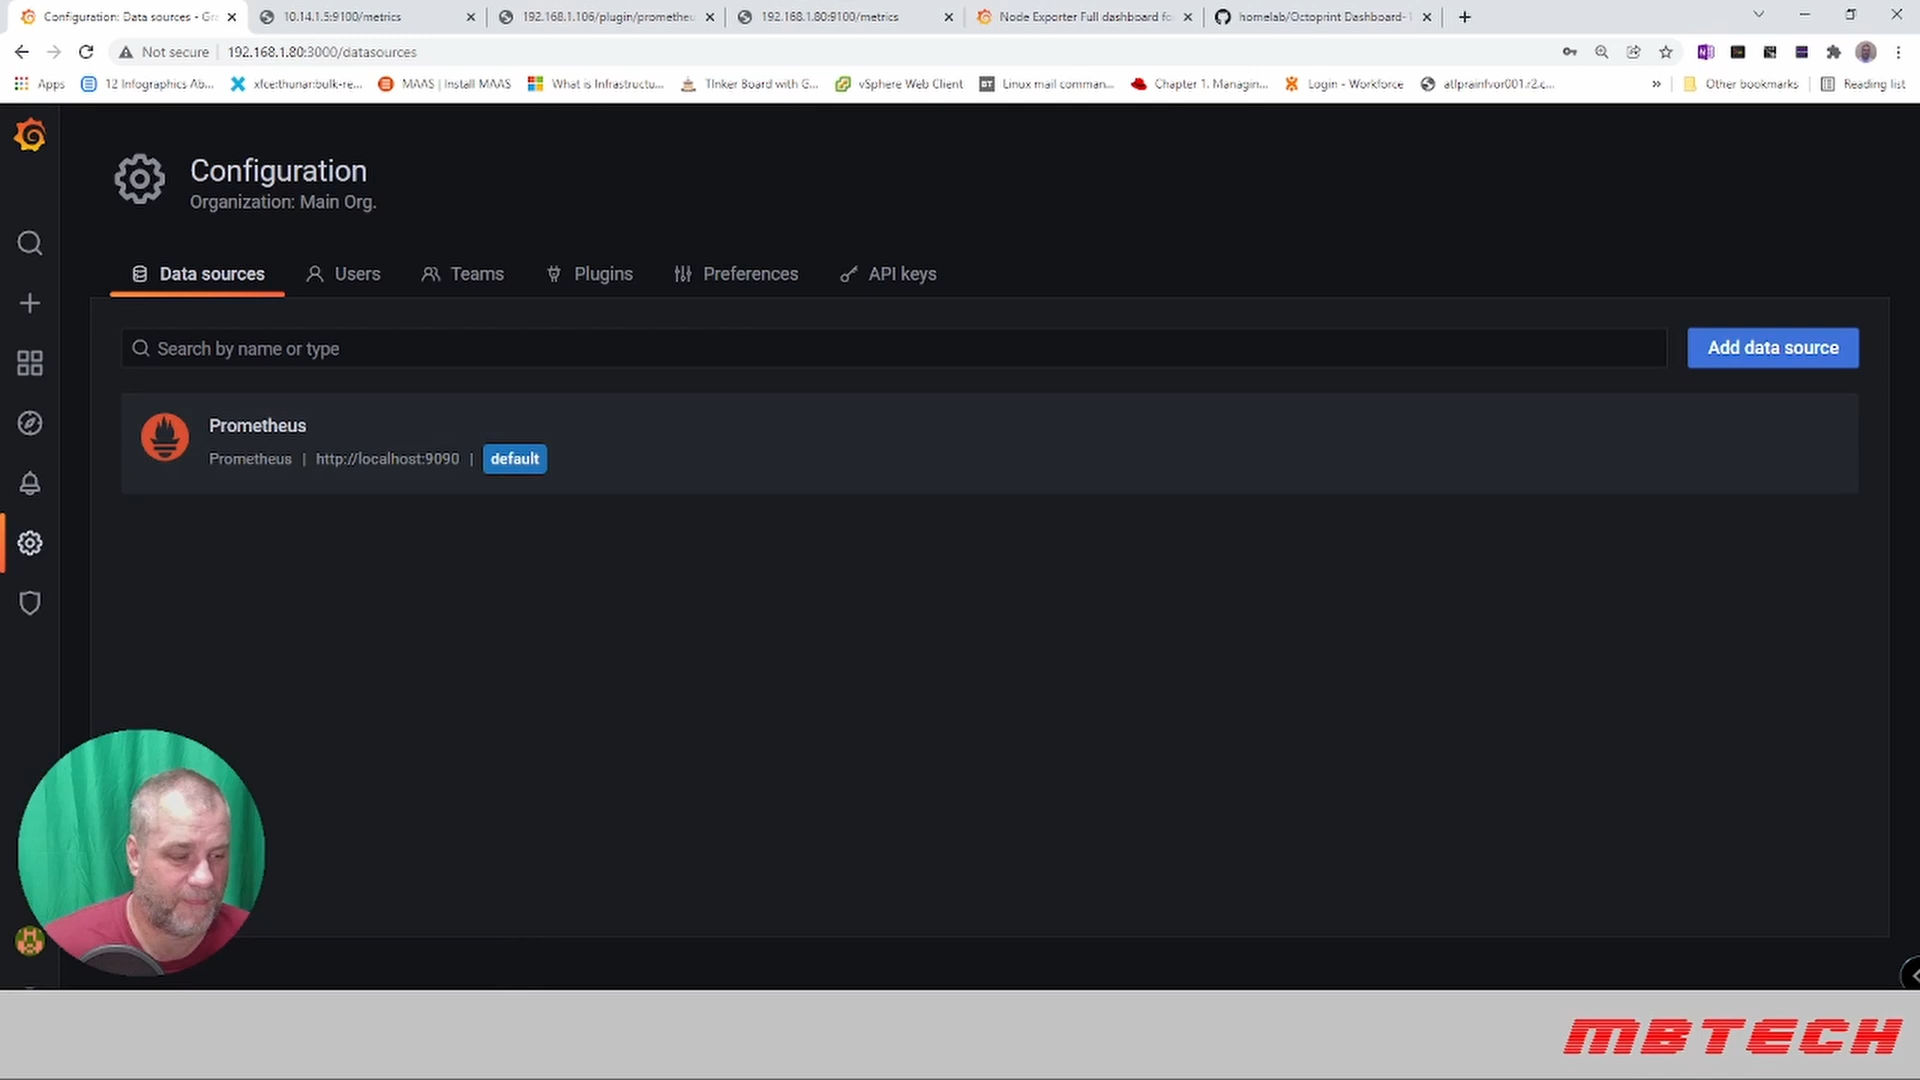 Configuration: Data sources - Gr
10.14.1.5:9100/metrics
192.168.1.106/plugin/prometheu
192.168.1.80:9100/metrics
Node Exporter Full dashboard fo
homelab/Octoprint Dashboard-
Not secure
192.168.1.80:3000/datasources
Apps
12 Infographics Ab...
xfce:thunar:bulk-re...
MAAS | Install MAAS
What is Infrastructu...
Tinker Board with G...
vSphere Web Client
Linux mail comman...
Chapter 1. Managin...
Login - Workforce
atlprainfvor001.r2.c...
»
Other bookmarks
Reading list
Configuration
Organization: Main Org.
Data sources
Users
Teams
Plugins
Preferences
API keys
Search by name or type
Add data source
Prometheus
Prometheus | http://localhost:9090 | default
MBTECH